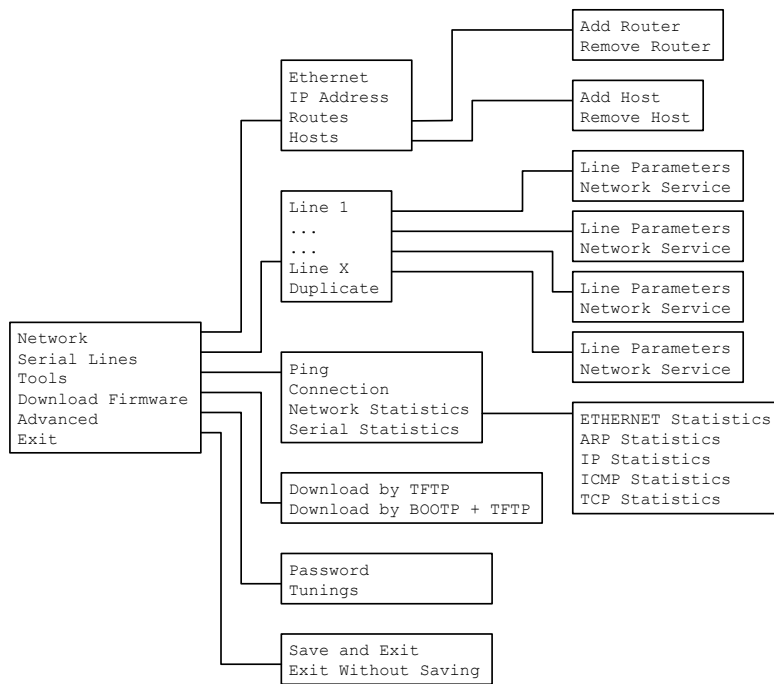 Network
Serial Lines
Tools
Download Firmware
Advanced
Exit
Ethernet
IP Address
Routes
Hosts
Add Router
Remove Router
Add Host
Remove Host
Line 1
...
...
Line X
Duplicate
Line Parameters
Network Service
Line Parameters
Network Service
Line Parameters
Network Service
Line Parameters
Network Service
Ping
Connection
Network Statistics
Serial Statistics
ETHERNET Statistics
ARP Statistics
IP Statistics
ICMP Statistics
TCP Statistics
Download by TFTP
Download by BOOTP + TFTP
Password
Tunings
Save and Exit
Exit Without Saving